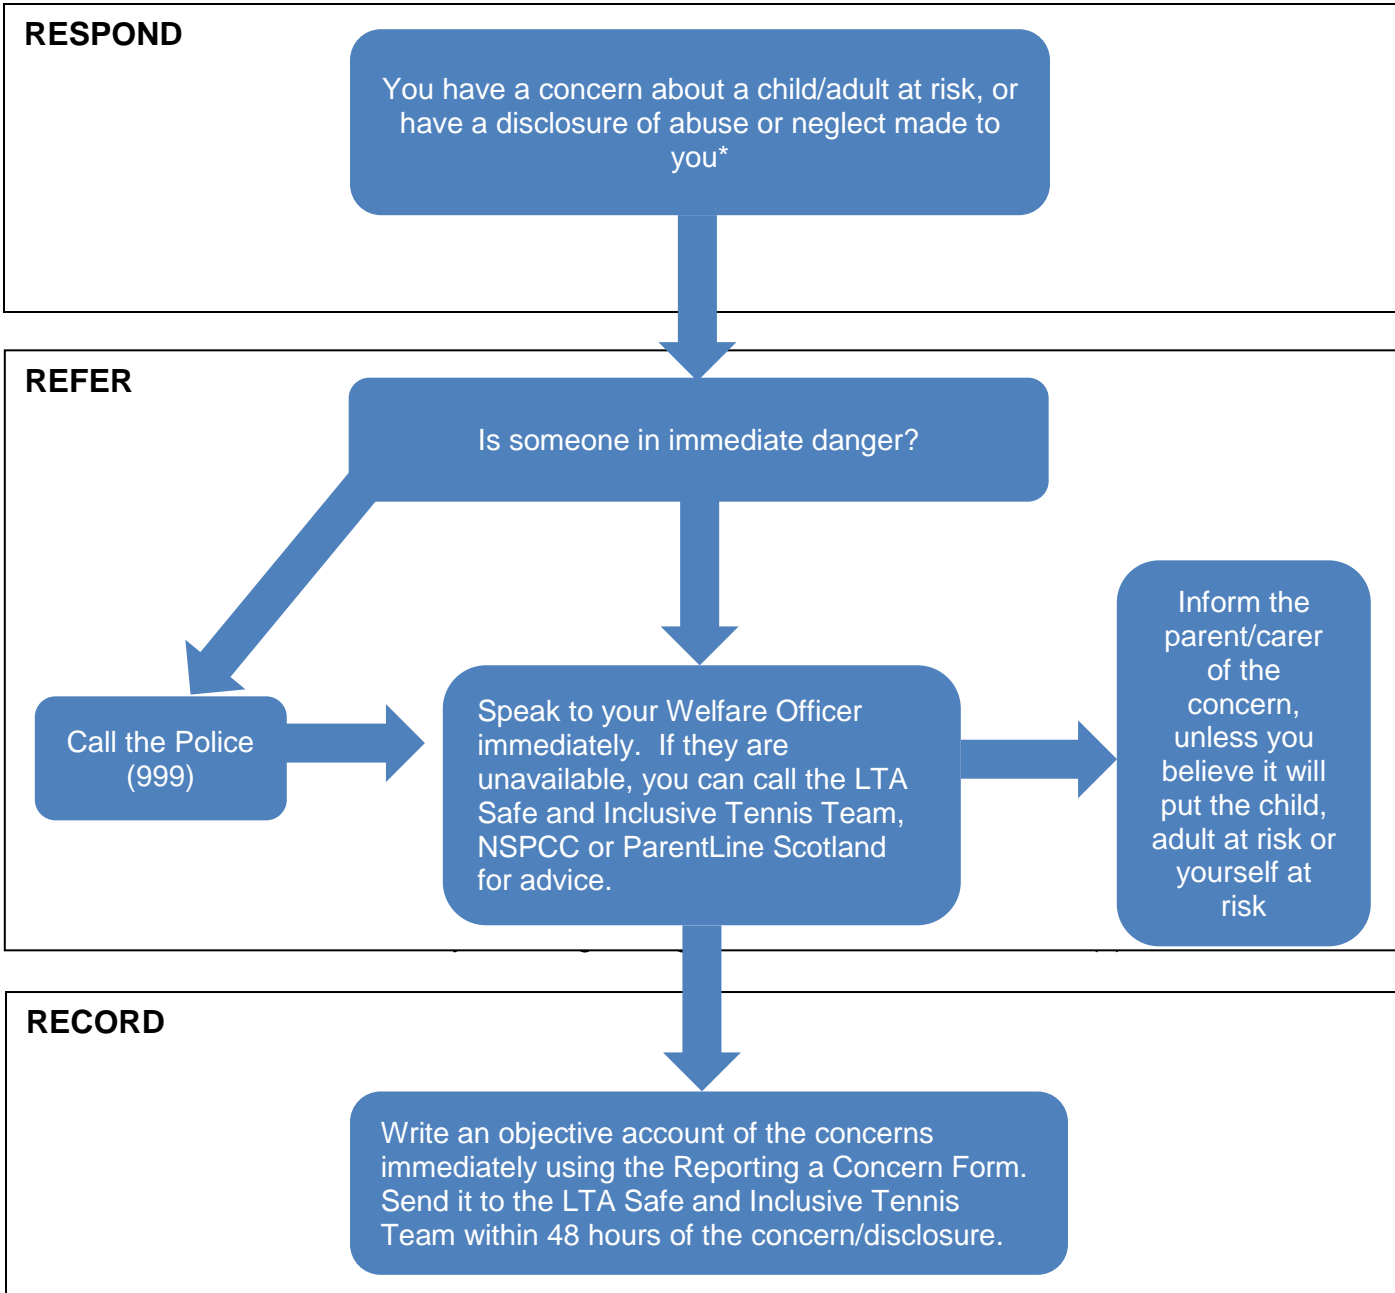 RESPOND
You have a concern about a child/adult at risk, or
have a disclosure of abuse or neglect made to
you*
REFER
Is someone in immediate danger?
Call the Police
(999)
Speak to your Welfare Officer
immediately.  If they are
unavailable, you can call the LTA
Safe and Inclusive Tennis Team,
NSPCC or ParentLine Scotland
for advice.
Inform the
parent/carer
of the
concern,
unless you
believe it will
put the child,
adult at risk or
yourself at
risk
RECORD
Write an objective account of the concerns
immediately using the Reporting a Concern Form.
Send it to the LTA Safe and Inclusive Tennis
Team within 48 hours of the concern/disclosure.